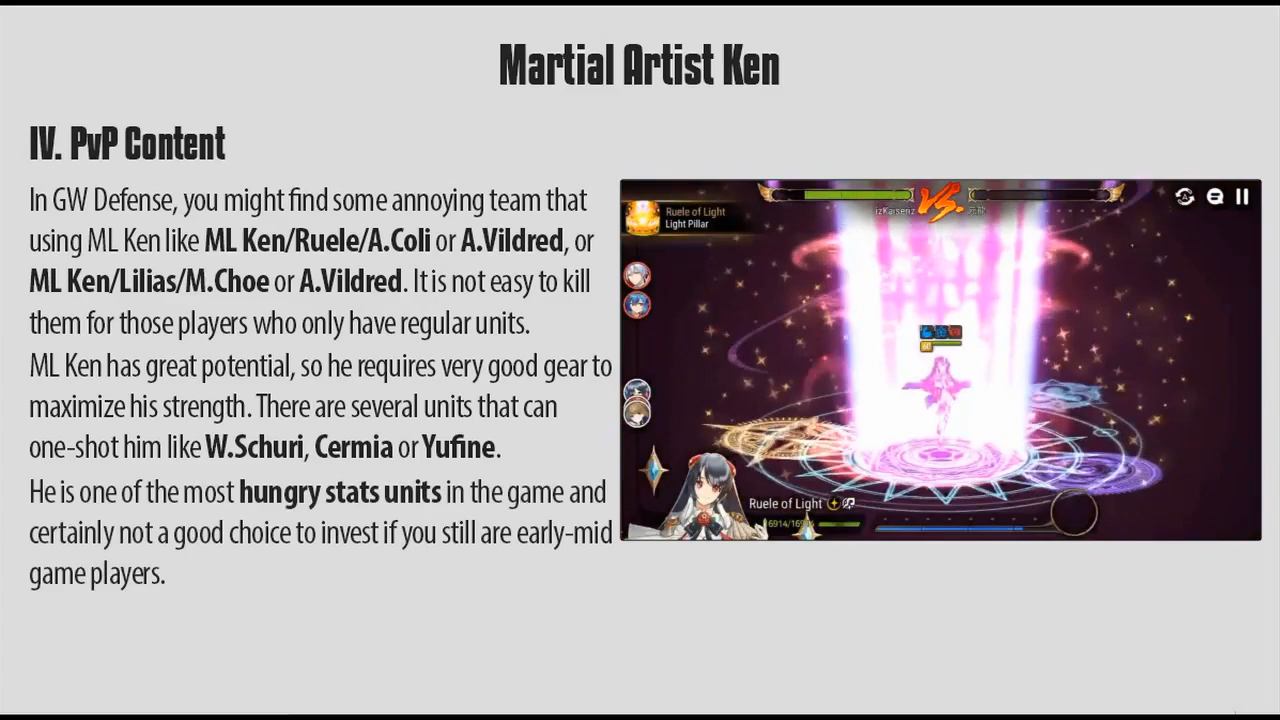 Martial Artist Ken
IV. PvP Content
In GW Defense, you might find some annoying team that
using ML Ken like ML Ken/Ruele/A.Coli or A.Vildred, or
ML Ken/Lilias/M.Choe or A.Vildred. It is not easy to kill
them for those players who only have regular units.
ML Ken has great potential, so he requires very good gear to
maximize his strength. There are several units that can
one-shot him like W.Schuri, Cermia or Yufine.
He is one of the most hungry stats units in the game and
certainly not a good choice to invest if you still are early-mid
game players.
Ruele of Light
Light Pillar
VS.
izKaisenz
Ruele of Light